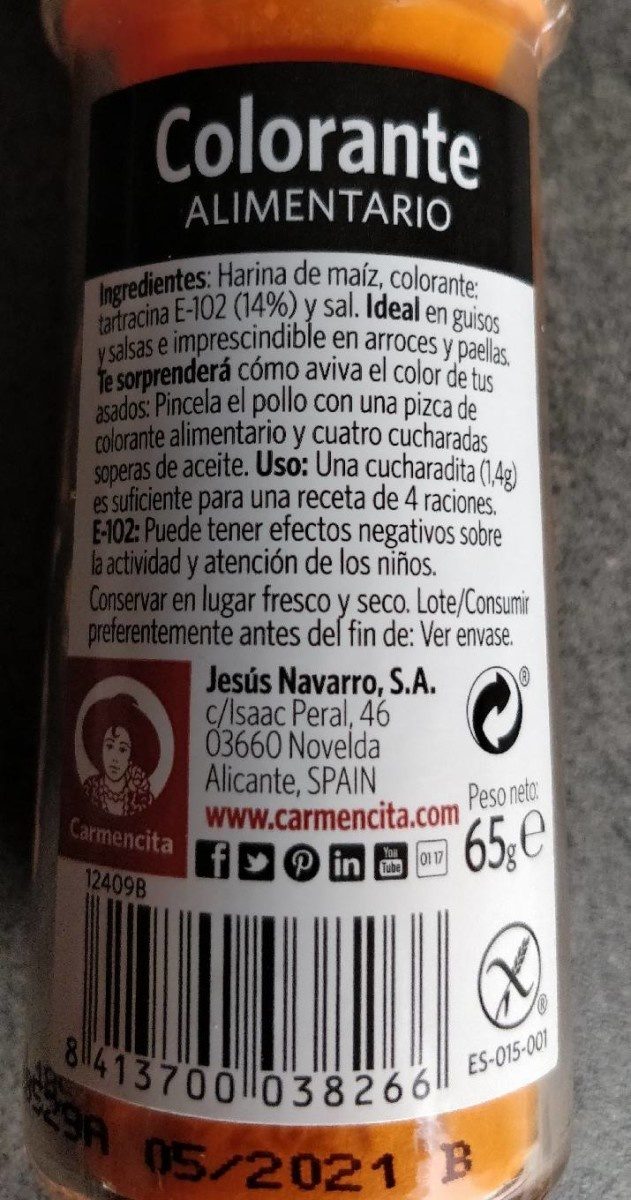 Colorante
ALIMENTARIO
Ingredientes: Harina de maíz, colorante:
tartracina E-102 (14%) y sal. Ideal en guisos
y salsas e imprescindible en arroces y paellas.
Te sorprenderá cómo aviva el color de tus
asados: Pincela el pollo con una pizca de
colorante alimentario y cuatro cucharadas
soperas de aceite. Uso: Una cucharadita (1,4g)
es suficiente para una receta de 4 raciones.
E-102: Puede tener efectos negativos sobre
la actividad y atención de los niños.
Conservar en lugar fresco y seco. Lote/Consumir
preferentemente antes del fin de: Ver envase.
Jesús Navarro, S.A.
c/Isaac Peral, 46
03660 Novelda
Alicante, SPAIN
www.carmencita.com
Carmencita
You
Tube
01 17
Peso neto:
65g e
12409B
8 413700 038266
ES-015-001
05/2021 B